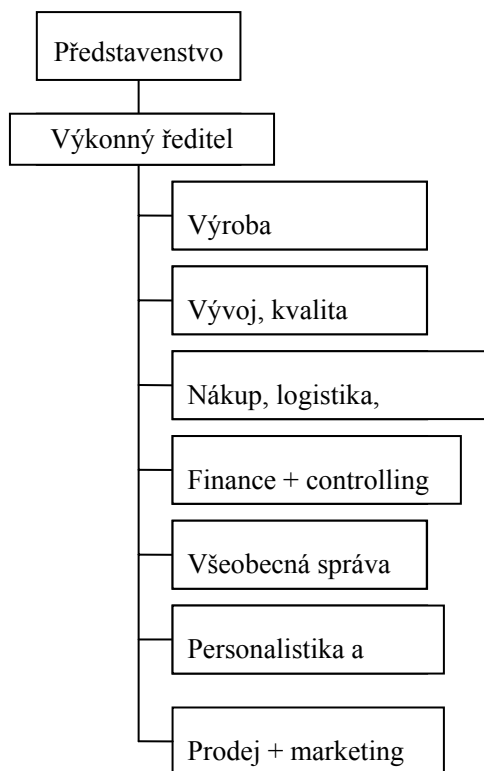 Představenstvo
Výkonný ředitel
Výroba
Vývoj, kvalita
Nákup, logistika,
Finance + controlling
Všeobecná správa
Personalistika a
Prodej + marketing